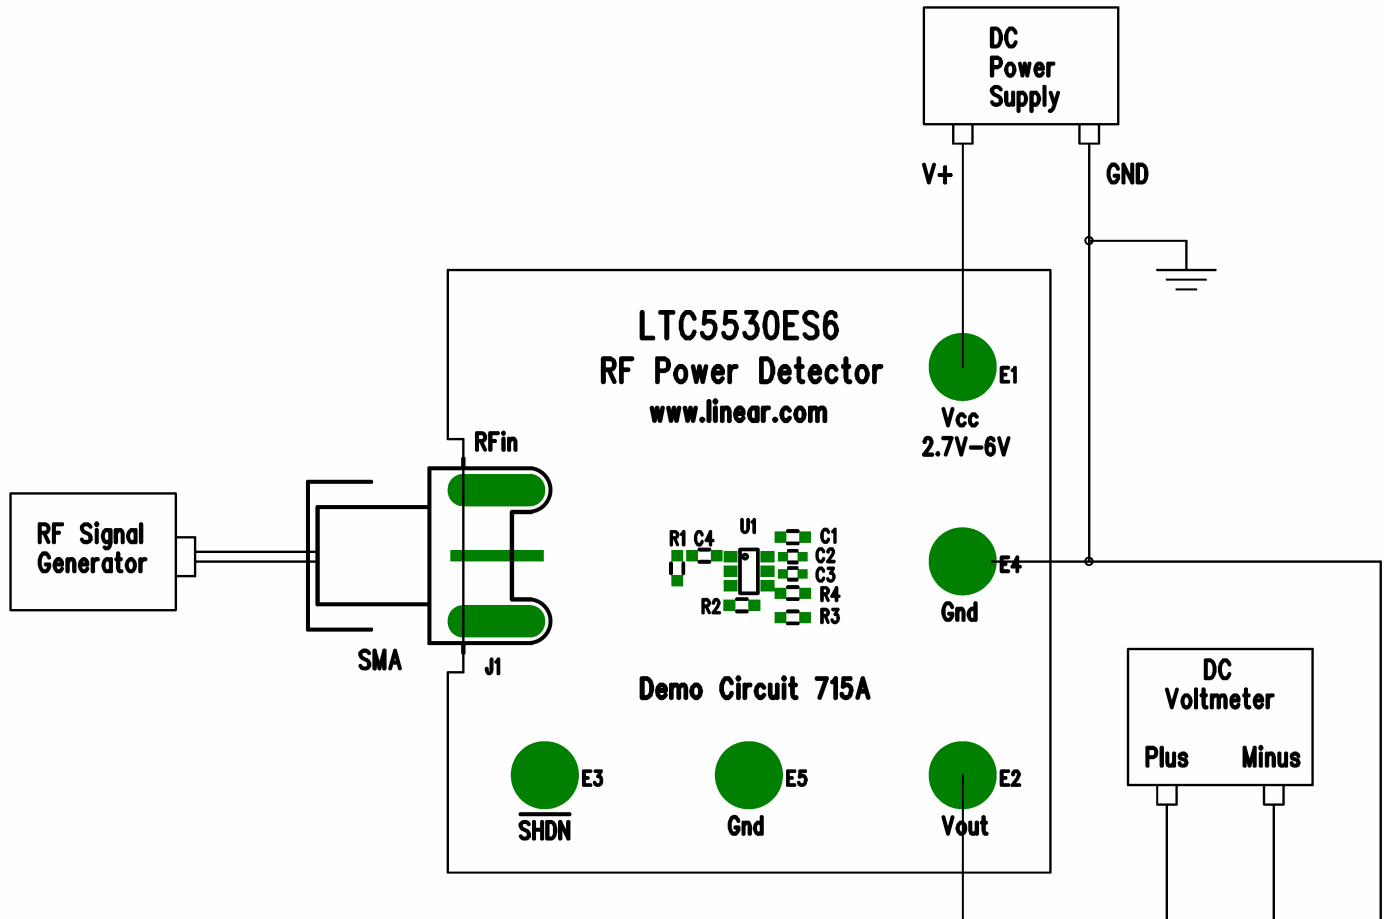 DC
Power
Supply
V+
GND
LTC5530ES6
RF Power Detector
www.linear.com
E1
Vcc
2.7V-6V
RFin
RF Signal
Generator
SMA
J1
R1
C4
U1
C1
C2
C3
R4
R3
R2
E4
Gnd
Demo Circuit 715A
DC
Voltmeter
Plus
Minus
E3
SHDN
E5
Gnd
E2
Vout